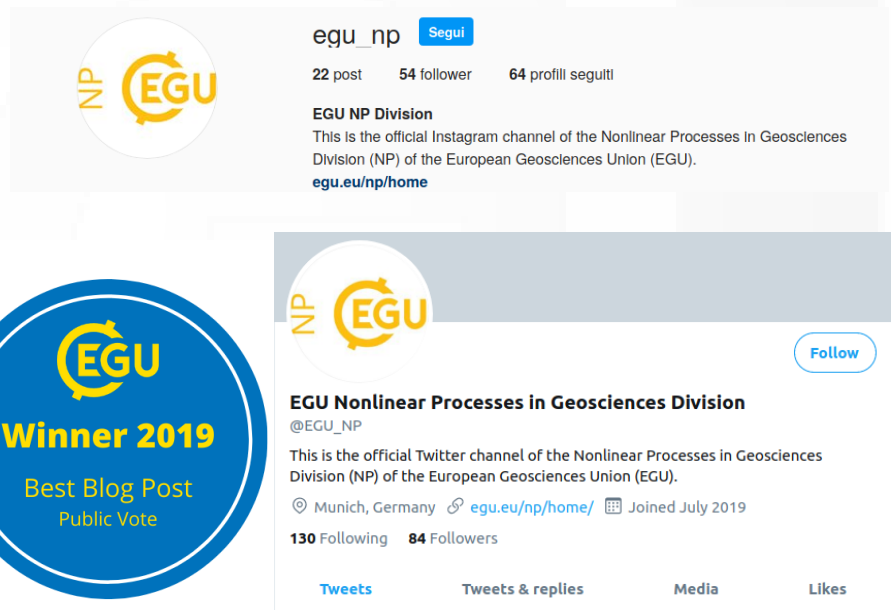 NP
EGU
egu_np Segui
22 post 54 follower 64 profili seguiti
EGU NP Division
This is the official Instagram channel of the Nonlinear Processes in Geosciences
Division (NP) of the European Geosciences Union (EGU).
egu.eu/np/home
EGU
Winner 2019
Best Blog Post
Public Vote
NP
EGU
Follow
EGU Nonlinear Processes in Geosciences Division
@EGU_NP
This is the official Twitter channel of the Nonlinear Processes in Geosciences
Division (NP) of the European Geosciences Union (EGU).
Munich, Germany egu.eu/np/home/ Joined July 2019
130 Following 84 Followers
Tweets Tweets & replies Media Likes